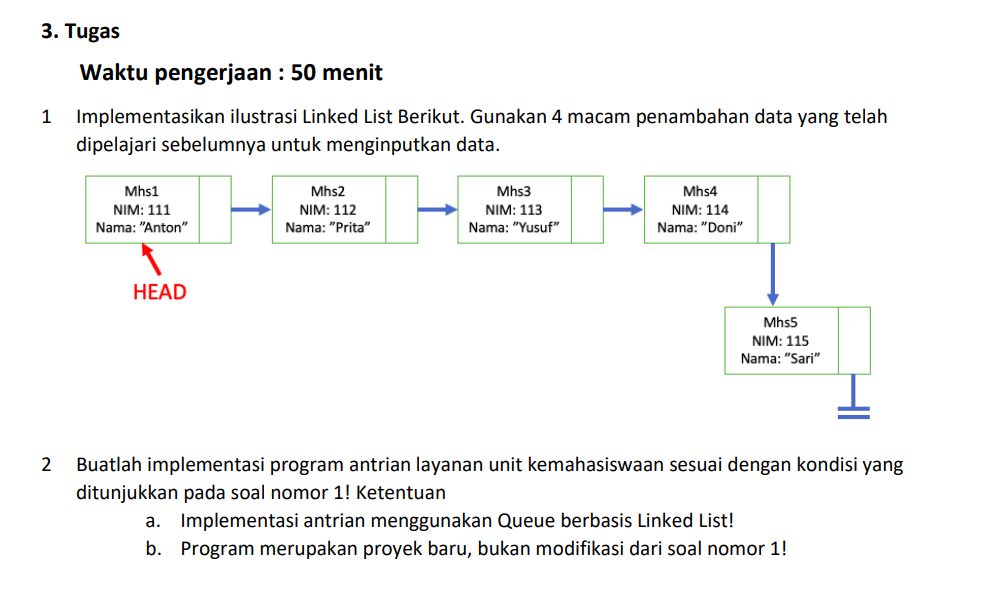 3. Tugas
Waktu pengerjaan : 50 menit
1 Implementasikan ilustrasi Linked List Berikut. Gunakan 4 macam penambahan data yang telah
dipelajari sebelumnya untuk menginputkan data.
Mhs1
NIM: 111
Nama: "Anton"
Mhs2
NIM: 112
Nama: "Prita"
Mhs3
NIM: 113
Nama: "Yusuf"
Mhs4
NIM: 114
Nama: "Doni"
HEAD
Mhs5
NIM: 115
Nama: "Sari"
2 Buatlah implementasi program antrian layanan unit kemahasiswaan sesuai dengan kondisi yang
ditunjukkan pada soal nomor 1! Ketentuan
a. Implementasi antrian menggunakan Queue berbasis Linked List!
b. Program merupakan proyek baru, bukan modifikasi dari soal nomor 1!